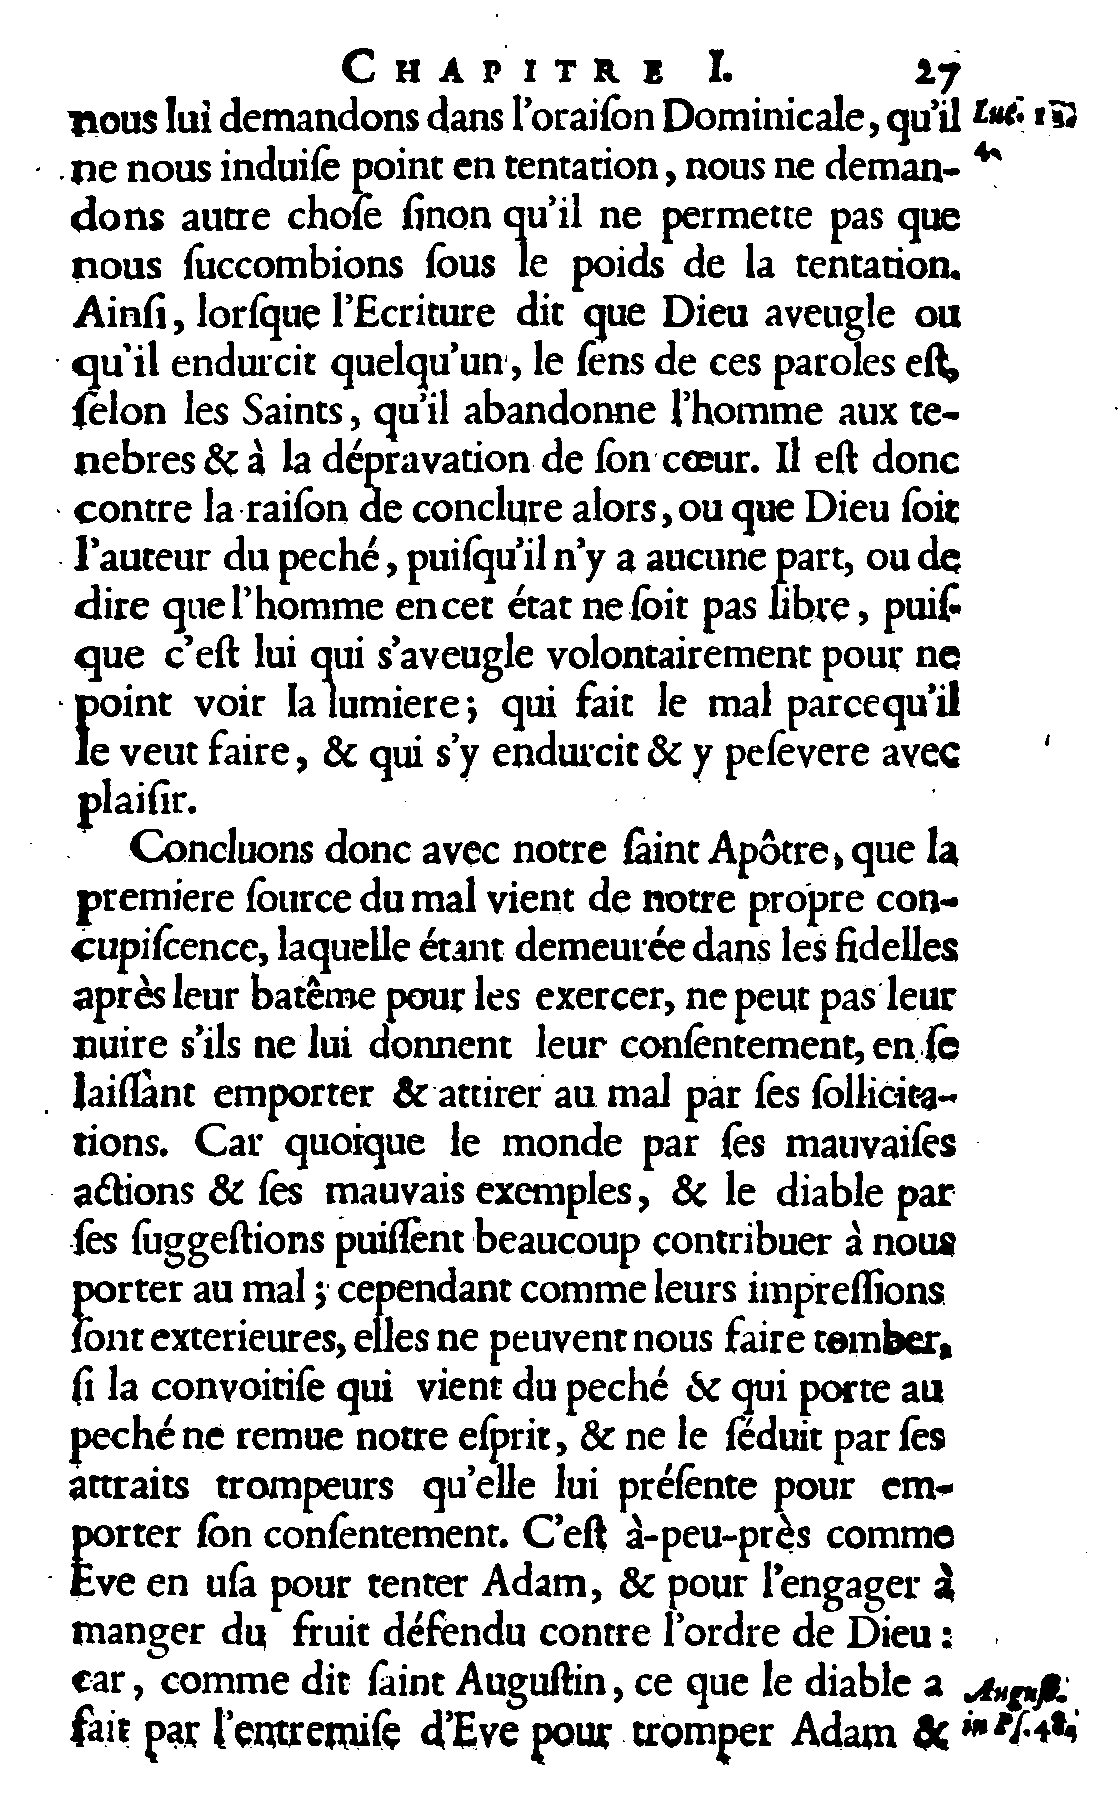 CHAPITRE I. 27
nous lui demandons dans l'oraiſon Dominicale, qu'il
ne nous induiſe point en tentation, nous ne deman-
dons autre choſe ſinon qu'il ne permette pas que
nous ſuccombions ſous le poids de la tentation.
Ainſi, lorſque l'Ecriture dit que Dieu aveugle ou
qu'il endurcit quelqu'un, le ſens de ces paroles eſt,
ſelon les Saints, qu'il abandonne l'homme aux te-
nebres & à la dépravation de ſon cœur. Il eſt donc
contre la raiſon de conclure alors, ou que Dieu ſoit
l'auteur du peché, puiſqu'il n'y a aucune part, ou de
dire que l'homme en cet état ne ſoit pas libre, puiſ-
que c'eſt lui qui s'aveugle volontairement pour ne
point voir la lumiere; qui fait le mal parcequ'il
le veut faire, & qui s'y endurcit & y peſevere avec
plaiſir.
Concluons donc avec notre ſaint Apôtre, que la
premiere ſource du mal vient de notre propre con-
cupiſcence, laquelle étant demeurée dans les fidelles
après leur batême pour les exercer, ne peut pas leur
nuire s'ils ne lui donnent leur conſentement, en ſe
laiſſant emporter & attirer au mal par ſes ſollicita-
tions. Car quoique le monde par ſes mauvaiſes
actions & ſes mauvais exemples, & le diable par
ſes ſuggeſtions puiſſent beaucoup contribuer à nous
porter au mal; cependant comme leurs impreſſions
ſont exterieures, elles ne peuvent nous faire tomber,
ſi la convoitiſe qui vient du peché & qui porte au
peché ne remue notre eſprit, & ne le ſéduit par ſes
attraits trompeurs qu'elle lui préſente pour em-
porter ſon conſentement. C'eſt à-peu-près comme
Eve en uſa pour tenter Adam, & pour l'engager à
manger du fruit défendu contre l'ordre de Dieu :
car, comme dit ſaint Auguſtin, ce que le diable a
fait par l'entremiſe d'Eve pour tromper Adam &
Luc.
4.
Auguſt.
in Pſ. 48.